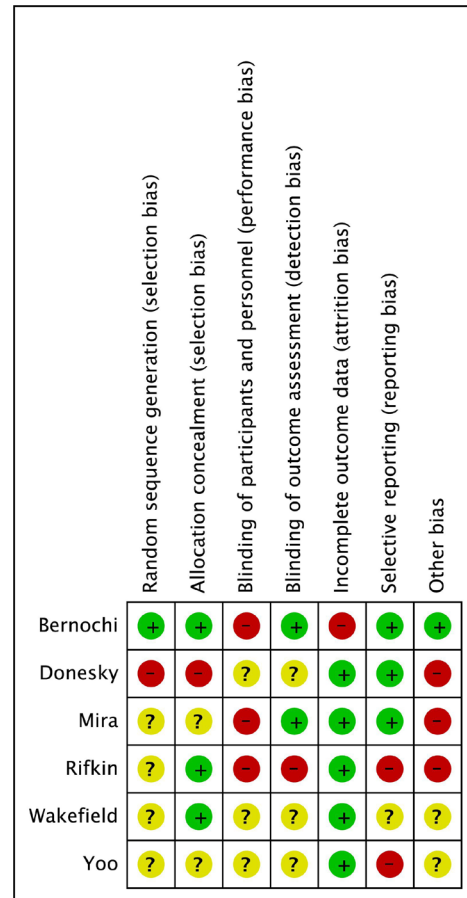 Random sequence generation (selection bias)
Allocation concealment (selection bias)
Blinding of participants and personnel (performance bias)
Blinding of outcome assessment (detection bias)
Incomplete outcome data (attrition bias)
Selective reporting (reporting bias)
Other bias
Bernochi + + - + - + +
Donesky - - ? ? + + -
Mira ? ? - + + + -
Rifkin ? + - - + - -
Wakefield ? + ? ? + ? ?
Yoo ? ? ? ? + - ?